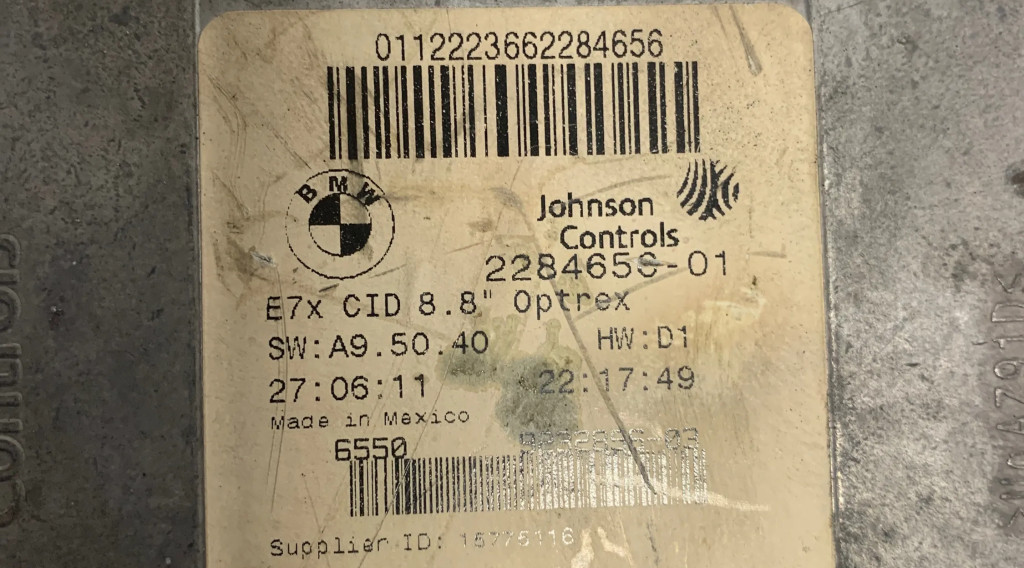 0112223662284656
BMW
Johnson
Controls
2284656-01
E7x CID 8.8" Optrex
SW:A9.50.40 HW:D1
27:06:11 22:17:49
Made in Mexico
6550
Supplier ID: 15775116